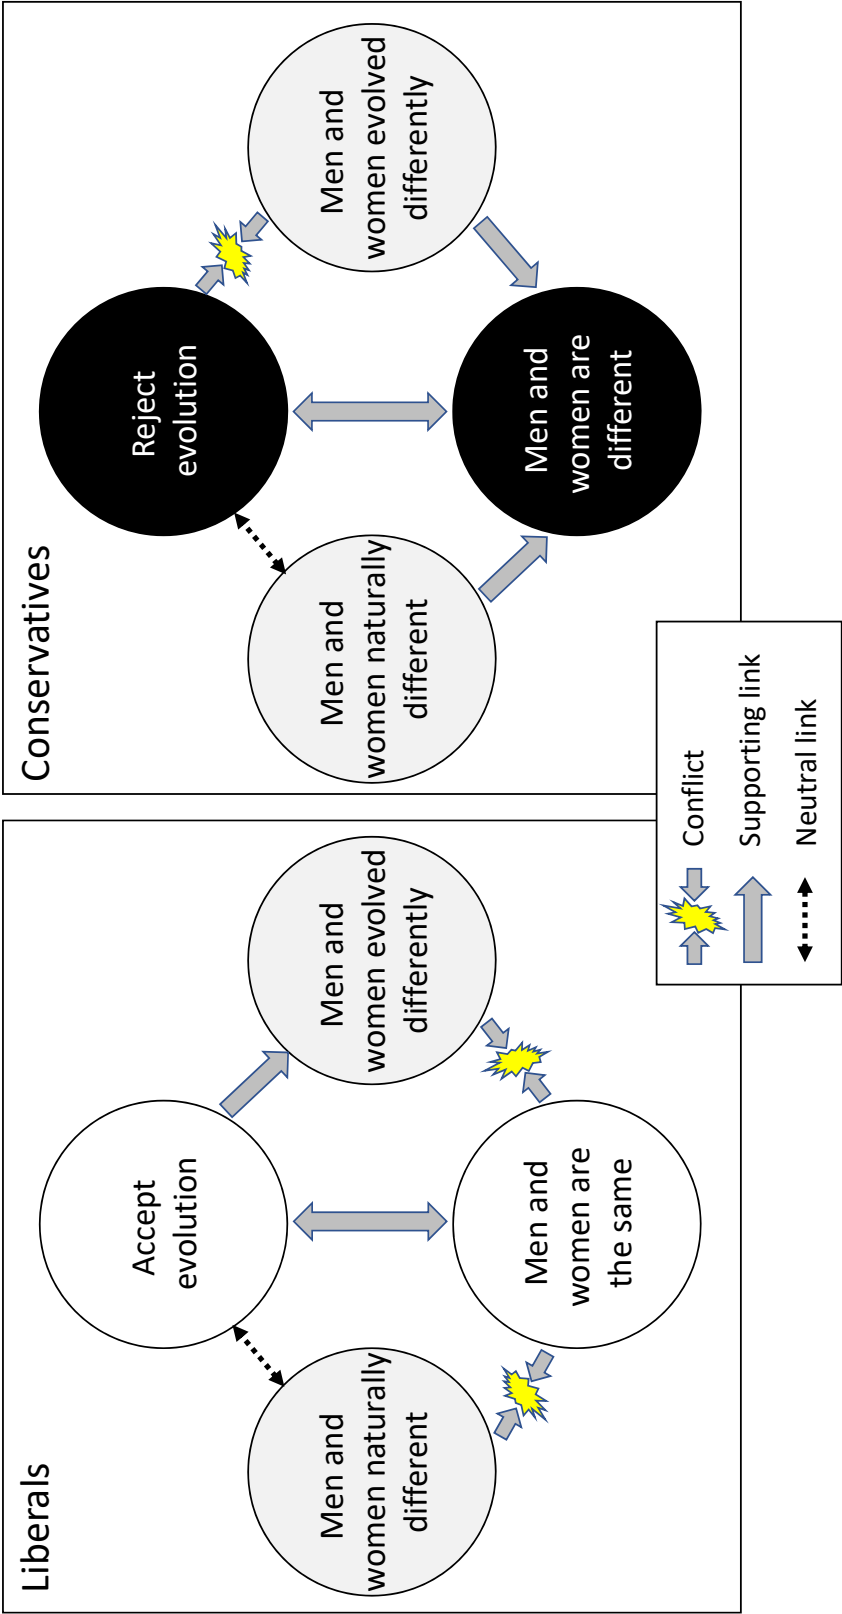 Liberals
Accept
evolution
Men and
women naturally
different
Men and
women evolved
differently
Men and
women are
the same
Conservatives
Reject
evolution
Men and
women naturally
different
Men and
women evolved
differently
Men and
women are
different
Conflict
Supporting link
Neutral link